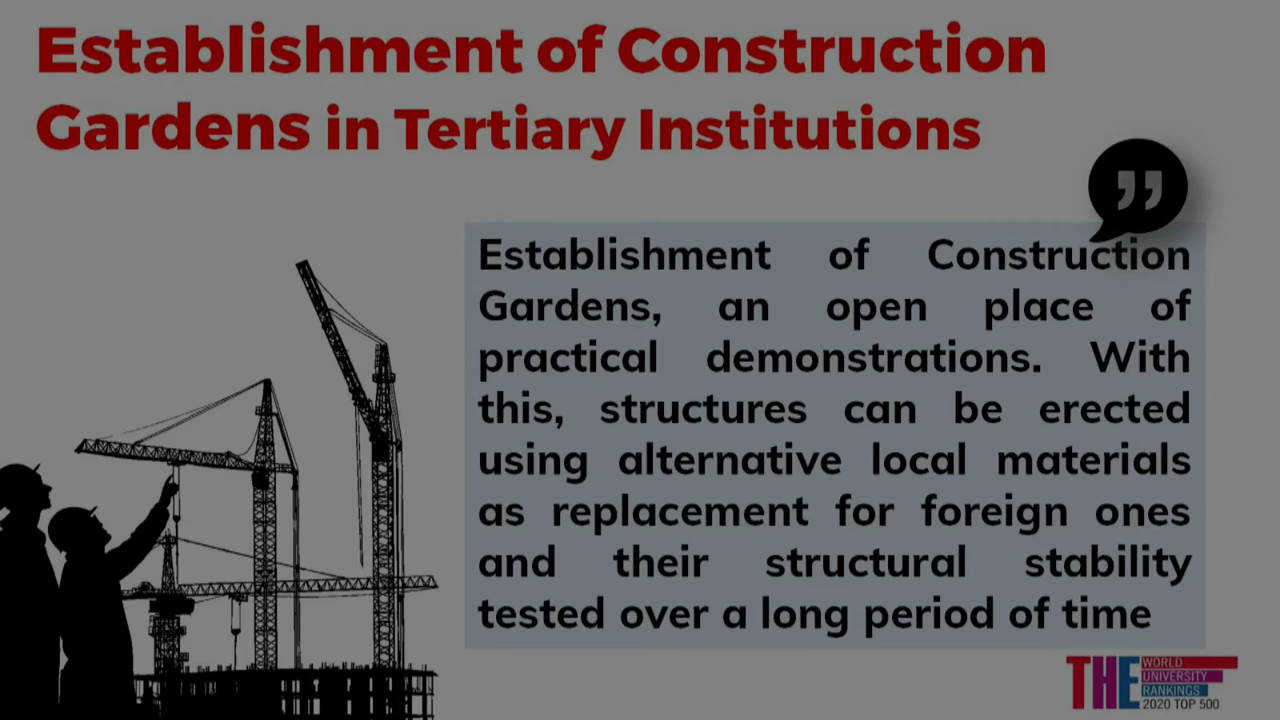 Establishment of Construction
Gardens in Tertiary Institutions
Establishment of Construction
Gardens, an open place of
practical demonstrations. With
this, structures can be erected
using alternative local materials
as replacement for foreign ones
and their structural stability
tested over a long period of time
THE WORLD
UNIVERSITY
RANKINGS
2020 TOP 500